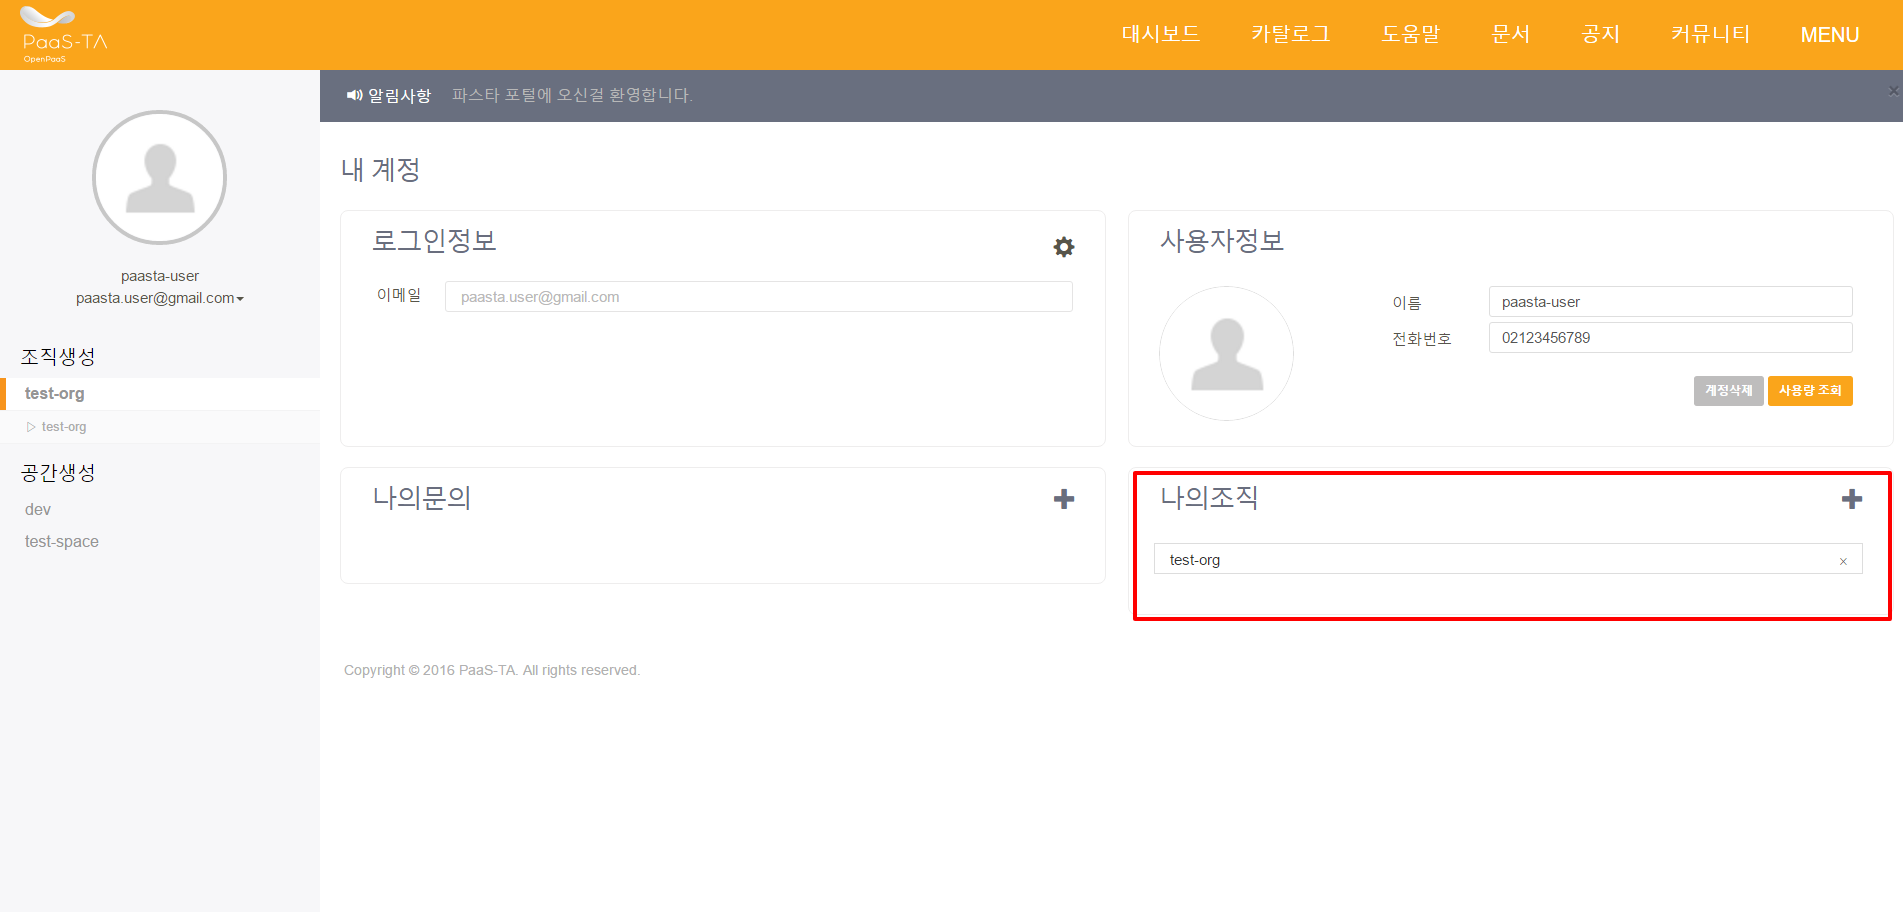 PaaS-TA
OpenPaaS
대시보드 카탈로그 도움말 문서 공지 커뮤니티 MENU
알림사항 파스타 포털에 오신걸 환영합니다.
×
paasta-user
paasta.user@gmail.com
조직생성
test-org
test-org
공간생성
dev
test-space
내 계정
로그인정보
이메일 paasta.user@gmail.com
사용자정보
이름 paasta-user
전화번호 02123456789
계정삭제 사용량 조회
나의문의
나의조직
test-org ×
Copyright © 2016 PaaS-TA. All rights reserved.